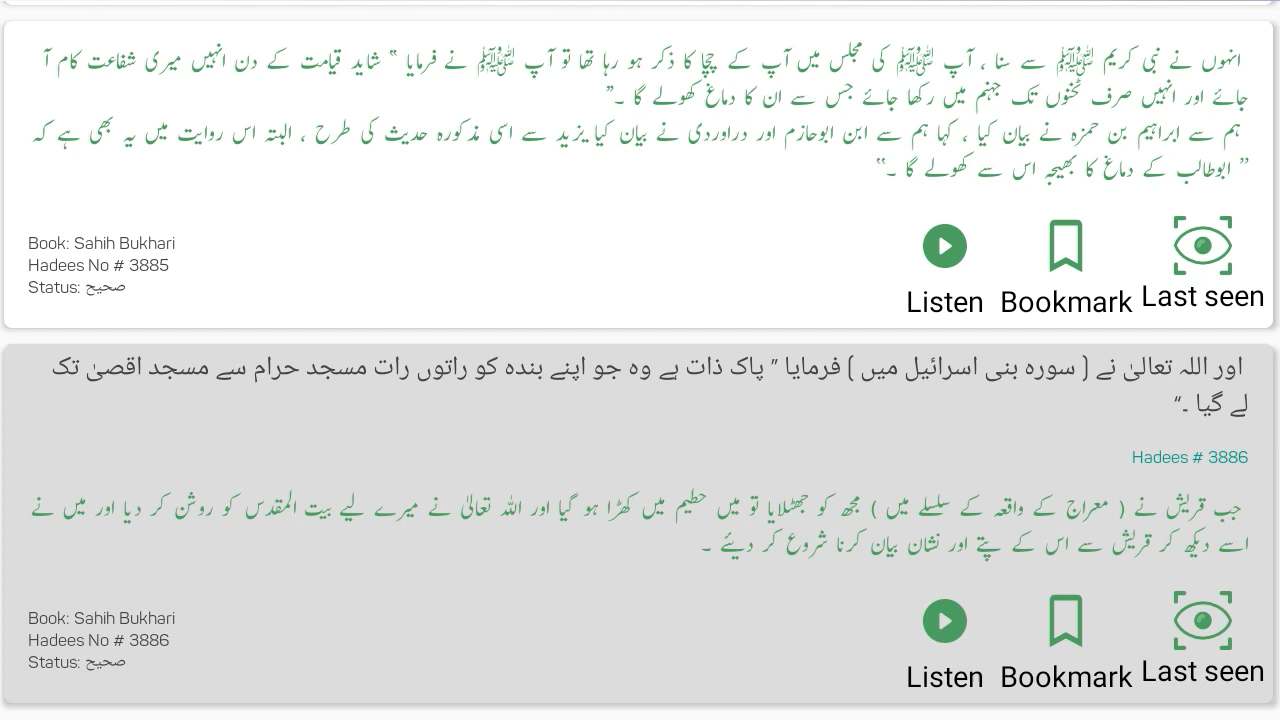 انہوں نے نبی کریم ﷺ سے سنا ، آپ ﷺ کی مجلس میں آپ کے چچا کا ذکر ہو رہا تھا تو آپ ﷺ نے فرمایا ‟ شاید قیامت کے دن انہیں میری شفاعت کام آ
جائے اور انہیں صرف ٹخنوں تک جہنم میں رکھا جائے جس سے ان کا دماغ کھولے گا ۔”
ہم سے ابراہیم بن حمزہ نے بیان کیا ، کہا ہم سے ابن ابوحازم اور دراوردی نے بیان کیا یزید سے اسی مذکورہ حدیث کی طرح ، البتہ اس روایت میں یہ بھی ہے کہ
” ابوطالب کے دماغ کا بھیجہ اس سے کھولے گا ۔‟
Book: Sahih Bukhari
Hadees No # 3885
Status: صحیح
Listen Bookmark Last seen
اور اللہ تعالیٰ نے ( سورہ بنی اسرائیل میں ) فرمایا ” پاک ذات ہے وہ جو اپنے بندہ کو راتوں رات مسجد حرام سے مسجد اقصیٰ تک
لے گیا ۔“
Hadees # 3886
جب قریش نے ( معراج کے واقعہ کے سلسلے میں ) مجھ کو جھٹلایا تو میں حطیم میں کھڑا ہو گیا اور اللہ تعالیٰ نے میرے لیے بیت المقدس کو روشن کر دیا اور میں نے
اسے دیکھ کر قریش سے اس کے پتے اور نشان بیان کرنا شروع کر دیئے ۔
Book: Sahih Bukhari
Hadees No # 3886
Status: صحیح
Listen Bookmark Last seen